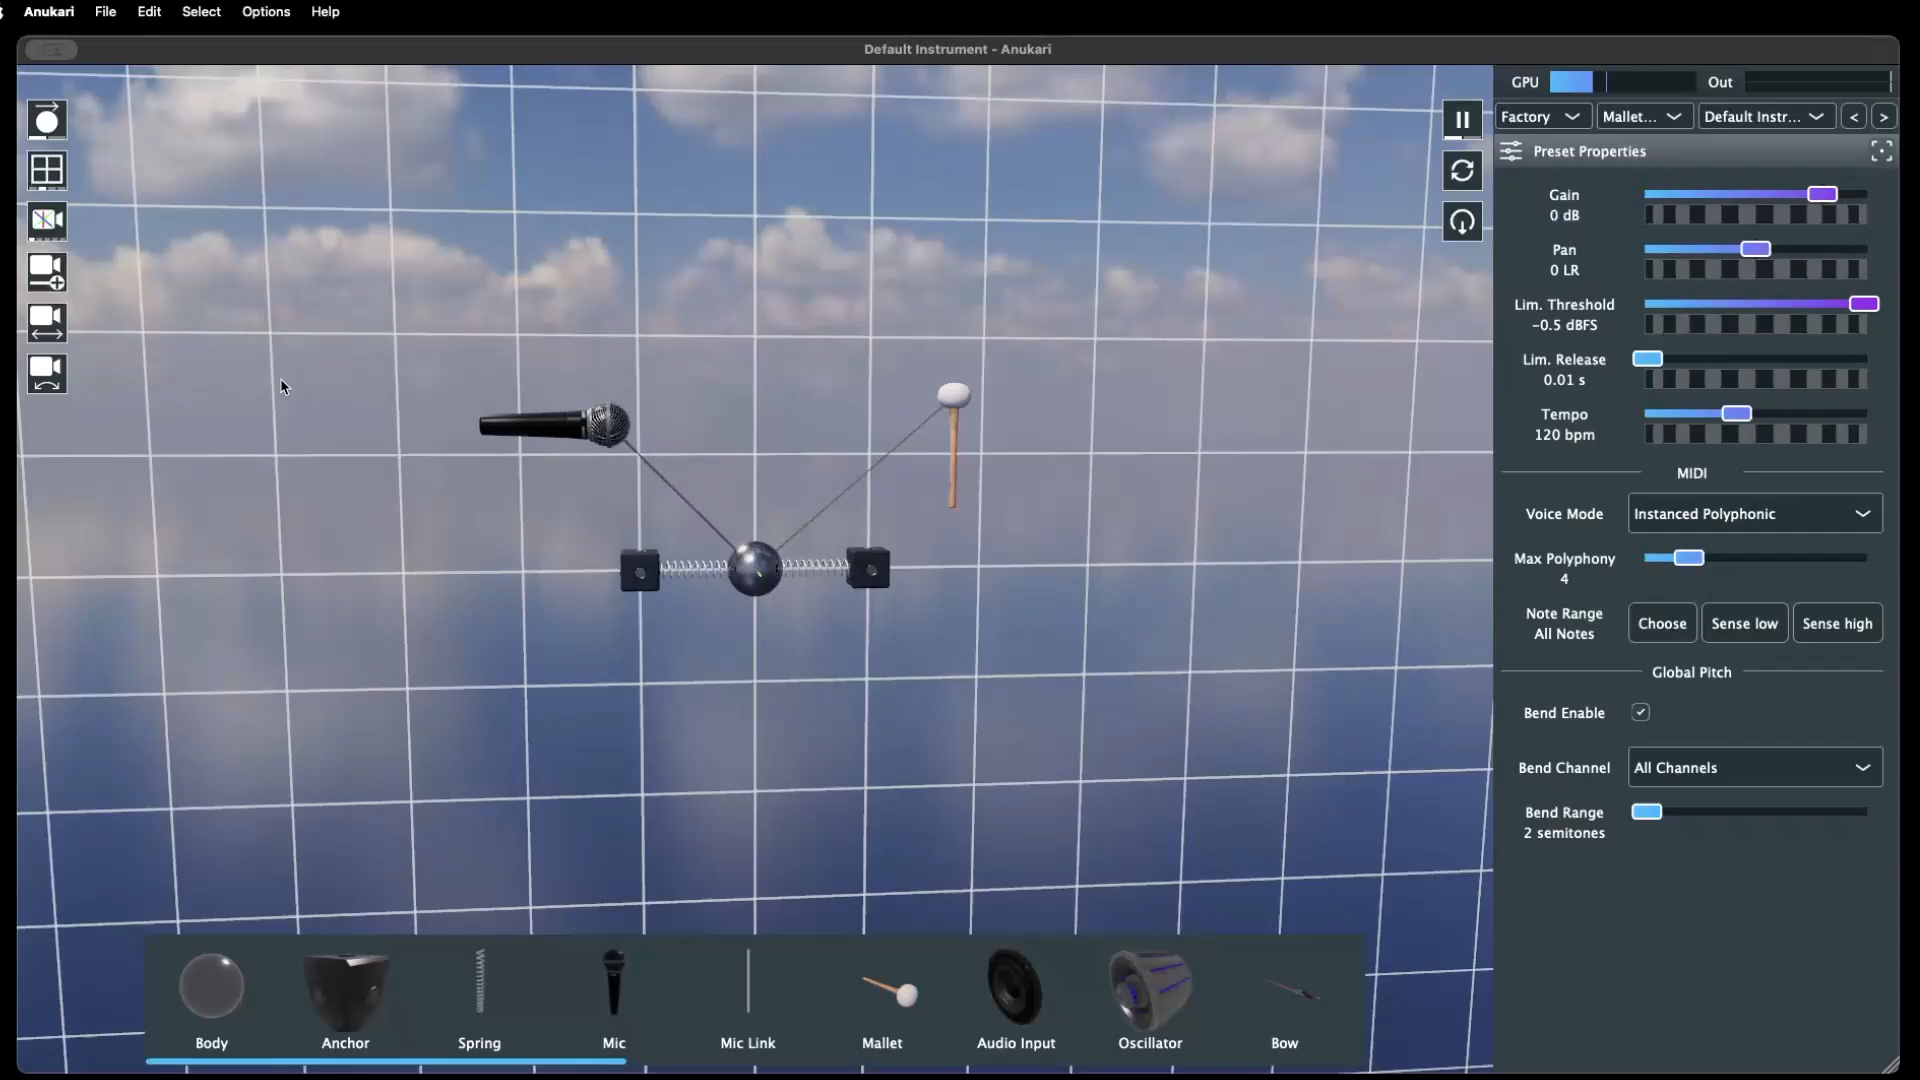 Anukari File Edit Select Options Help
Default Instrument - Anukari
GPU Out
Factory Mallet... Default Instr... < >
Preset Properties
Gain
0 dB
Pan
0 LR
Lim. Threshold
-0.5 dBFS
Lim. Release
0.01 s
Tempo
120 bpm
MIDI
Voice Mode Instanced Polyphonic
Max Polyphony
4
Note Range
All Notes
Choose Sense low Sense high
Global Pitch
Bend Enable
Bend Channel All Channels
Bend Range
2 semitones
Body Anchor Spring Mic Mic Link Mallet Audio Input Oscillator Bow